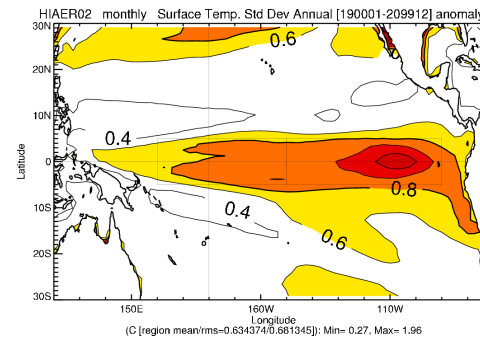 HIAER02 monthly Surface Temp. Std Dev Annual [190001-209912] anomaly
30N
0.6
20N
10N
0.4
Latitude
0
0.8
10S
0.4
0.6
20S
30S
150E 160W 110W
Longitude
(C [region mean/rms=0.634374/0.681345]): Min= 0.27, Max= 1.96